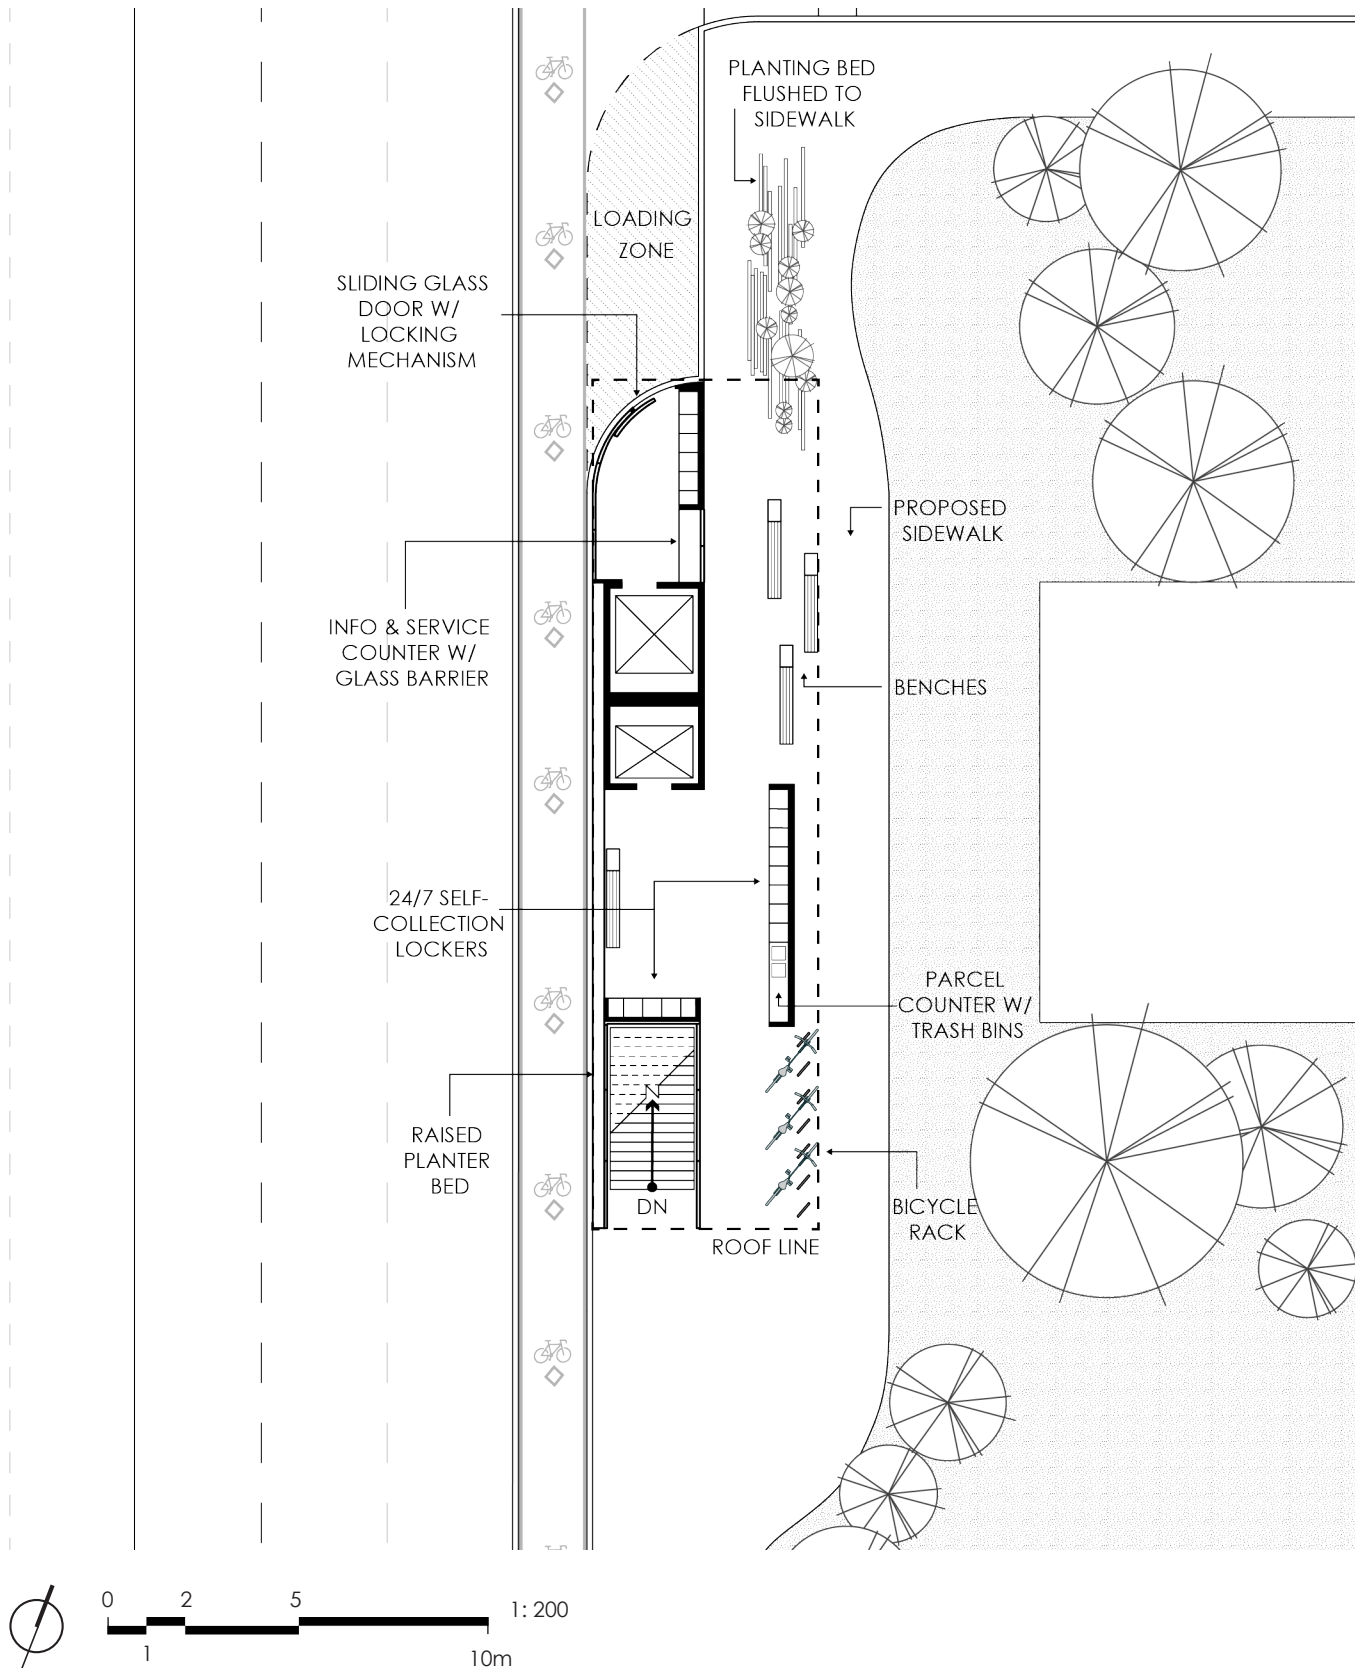 PLANTING BED
FLUSHED TO
SIDEWALK
LOADING
ZONE
SLIDING GLASS
DOOR W/
LOCKING
MECHANISM
PROPOSED
SIDEWALK
INFO & SERVICE
COUNTER W/
GLASS BARRIER
BENCHES
24/7 SELF-
COLLECTION
LOCKERS
PARCEL
COUNTER W/
TRASH BINS
RAISED
PLANTER
BED
N
DN
BICYCLE
RACK
ROOF LINE
0 2 5
1: 200
1 10m